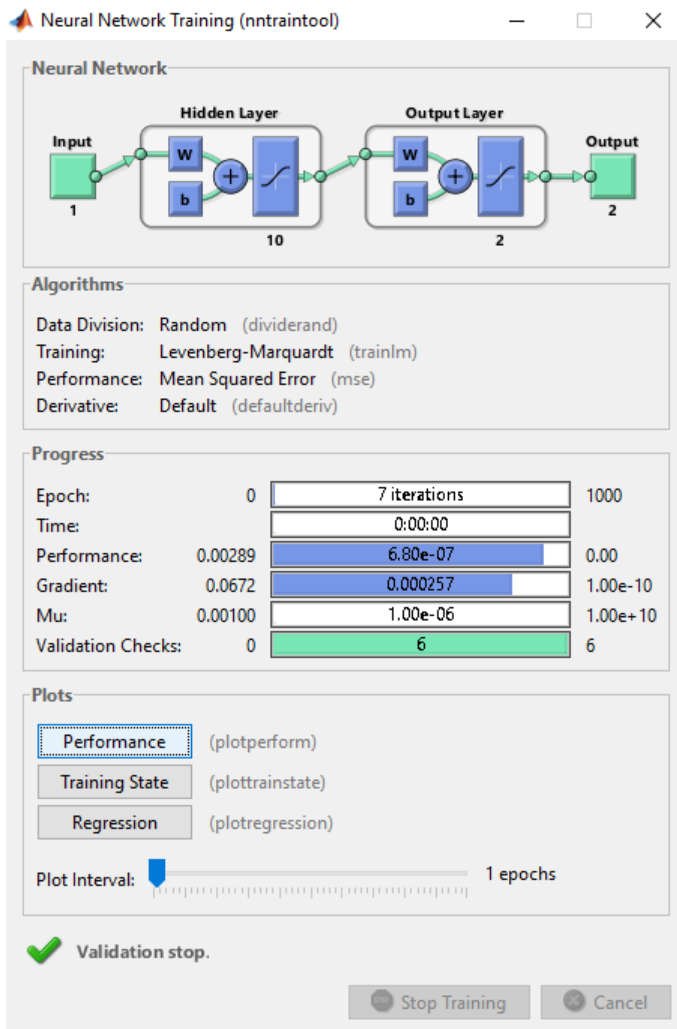 Neural Network Training (nntraintool)
Neural Network
Hidden Layer
Output Layer
Input
Output
W
b
+
W
b
+
1
10
2
2
Algorithms
Data Division: Random (dividerand)
Training: Levenberg-Marquardt (trainlm)
Performance: Mean Squared Error (mse)
Derivative: Default (defaultderiv)
Progress
Epoch: 0 7 iterations 1000
Time: 0:00:00
Performance: 0.00289 6.80e-07 0.00
Gradient: 0.0672 0.000257 1.00e-10
Mu: 0.00100 1.00e-06 1.00e+10
Validation Checks: 0 6 6
Plots
Performance (plotperform)
Training State (plottrainstate)
Regression (plotregression)
Plot Interval: 1 epochs
Validation stop.
Stop Training Cancel